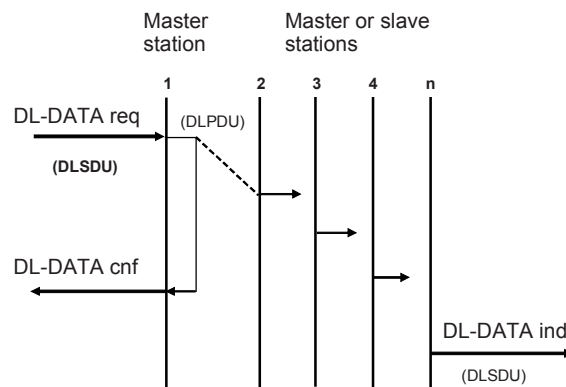 Master
station
Master or slave
stations
1 2 3 4 n
DL-DATA req
(DLPDU)
(DLSDU)
DL-DATA cnf
DL-DATA ind
(DLSDU)